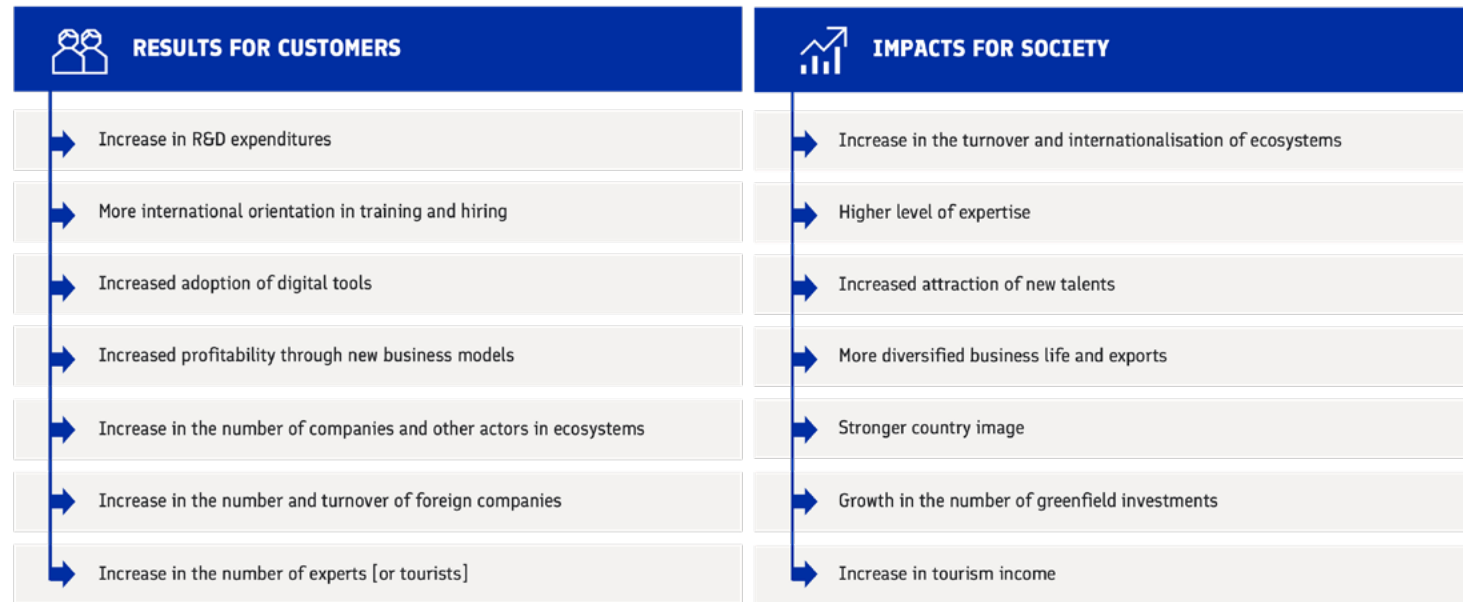 RESULTS FOR CUSTOMERS
Increase in R&D expenditures
More international orientation in training and hiring
Increased adoption of digital tools
Increased profitability through new business models
Increase in the number of companies and other actors in ecosystems
Increase in the number and turnover of foreign companies
Increase in the number of experts [or tourists]
IMPACTS FOR SOCIETY
Increase in the turnover and internationalisation of ecosystems
Higher level of expertise
Increased attraction of new talents
More diversified business life and exports
Stronger country image
Growth in the number of greenfield investments
Increase in tourism income